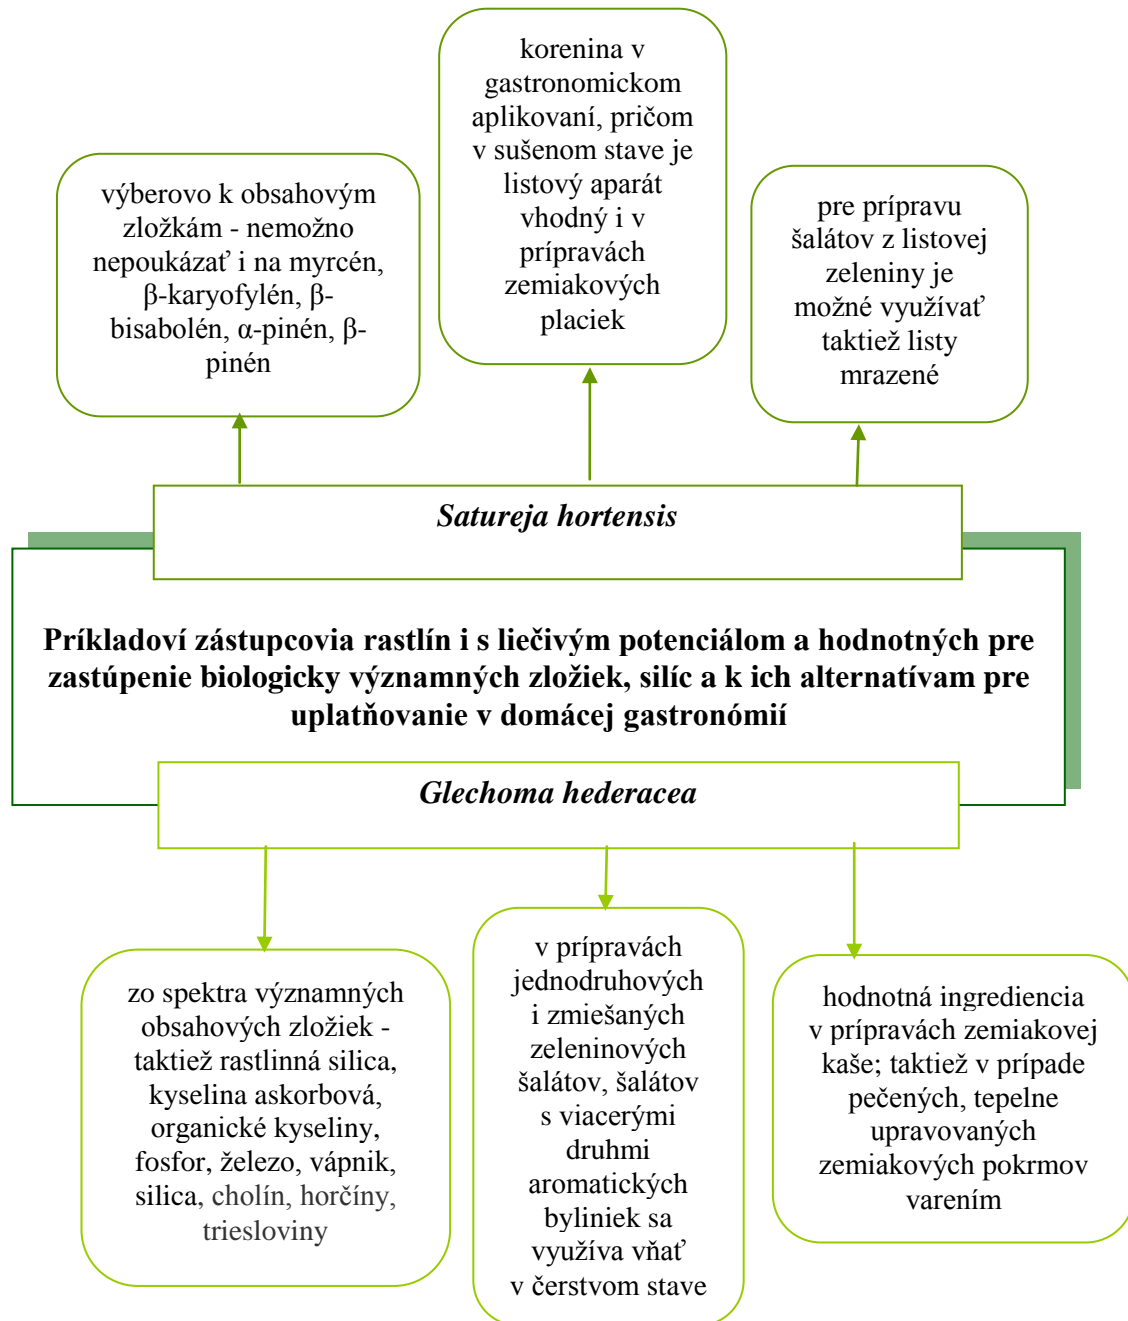 výberovo k obsahovým
zložkám - nemožno
nepoukázať i na myrcén,
β-karyofylén, β-
bisabolén, α-pinén, β-
pinén
korenina v
gastronomickom
aplikovaní, pričom
v sušenom stave je
listový aparát
vhodný i v
prípravách
zemiakových
placiek
pre prípravu
šalátov z listovej
zeleniny je
možné využívať
taktiež listy
mrazené
Satureja hortensis
Príkladoví zástupcovia rastlín i s liečivým potenciálom a hodnotných pre
zastúpenie biologicky významných zložiek, silíc a k ich alternatívam pre
uplatňovanie v domácej gastronómií
Glechoma hederacea
zo spektra významných
obsahových zložiek -
taktiež rastlinná silica,
kyselina askorbová,
organické kyseliny,
fosfor, železo, vápnik,
silica, cholín, horčíny,
triesloviny
v prípravách
jednodruhových
i zmiešaných
zeleninových
šalátov, šalátov
s viacerými
druhmi
aromatických
byliniek sa
využíva vňať
v čerstvom stave
hodnotná ingrediencia
v prípravách zemiakovej
kaše; taktiež v prípade
pečených, tepelne
upravovaných
zemiakových pokrmov
varením